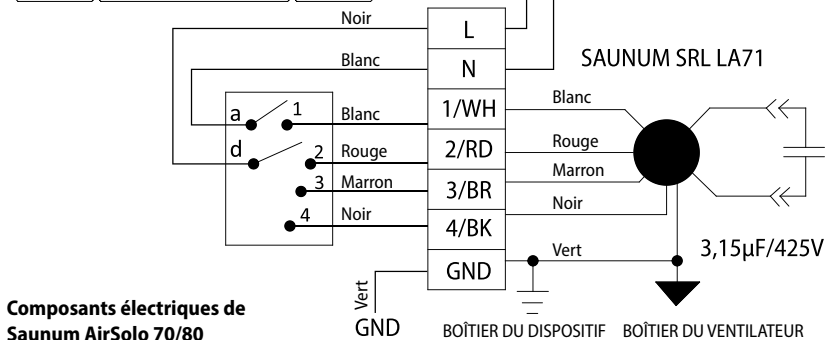 Noir
L
Blanc
N
SAUNUM SRL LA71
a
1
Blanc
1/WH
Blanc
d
2
Rouge
2/RD
Rouge
3
Marron
3/BR
Marron
4
Noir
4/BK
Noir
Vert
GND
Vert
3,15µF/425V
GND
BOÎTIER DU DISPOSITIF
BOÎTIER DU VENTILATEUR
Composants électriques de
Saunum AirSolo 70/80